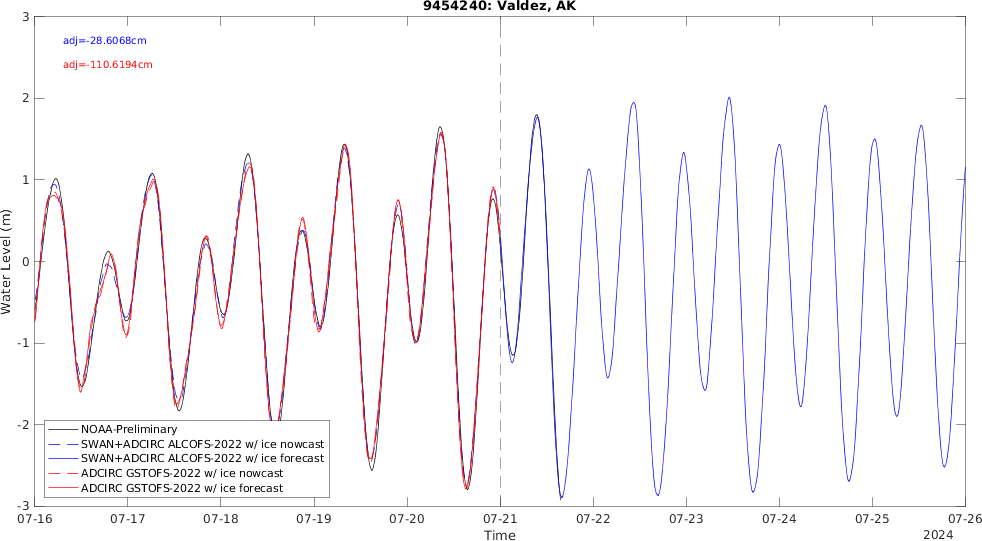 9454240: Valdez, AK
adj=-28.6068cm
adj=-110.6194cm
Water Level (m)
3
2
1
0
-1
-2
-3
NOAA-Preliminary
SWAN+ADCIRC ALCOFS-2022 w/ ice nowcast
SWAN+ADCIRC ALCOFS-2022 w/ ice forecast
ADCIRC GSTOFS-2022 w/ ice nowcast
ADCIRC GSTOFS-2022 w/ ice forecast
07-16 07-17 07-18 07-19 07-20 07-21 07-22 07-23 07-24 07-25 07-26
Time
2024